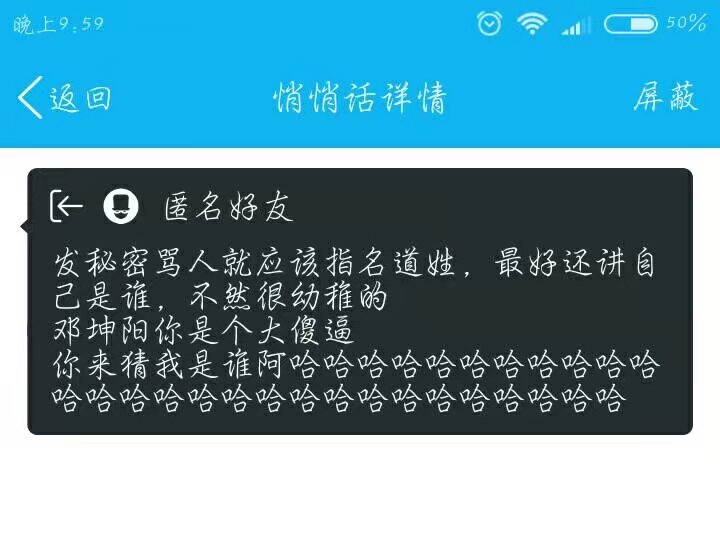 晚上9:59
50%
返回
悄悄话详情
屏蔽
匿名好友
发秘密骂人就应该指名道姓，最好还讲自
己是谁，不然很幼稚的
邓坤阳你是个大傻逼
你来猜我是谁阿哈哈哈哈哈哈哈哈哈哈哈
哈哈哈哈哈哈哈哈哈哈哈哈哈哈哈哈哈